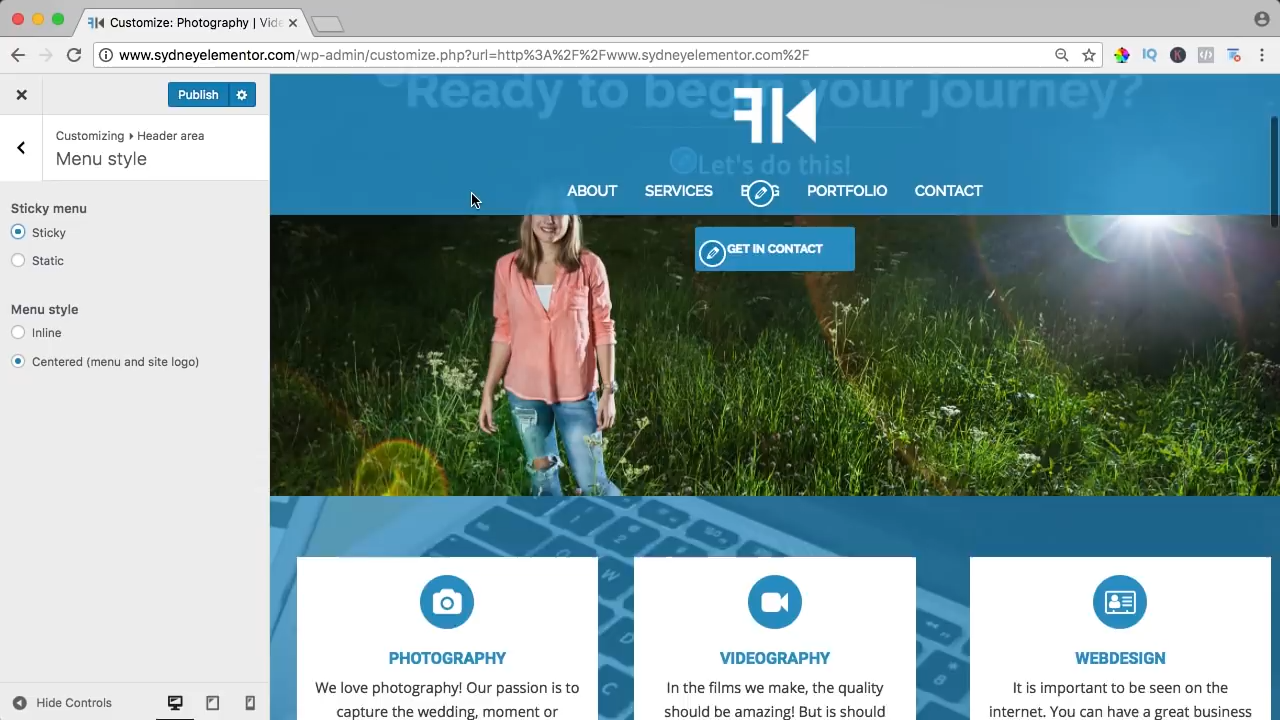 Customize: Photography | Vide
www.sydneyelementor.com/wp-admin/customize.php?url=http%3A%2F%2Fwww.sydneyelementor.com%2F
Publish
Customizing ▸ Header area
Menu style
Sticky menu
Sticky
Static
Menu style
Inline
Centered (menu and site logo)
Hide Controls
Ready to begin your journey?
FK
Let's do this!
ABOUT SERVICES BLOG PORTFOLIO CONTACT
GET IN CONTACT
PHOTOGRAPHY
We love photography! Our passion is to
capture the wedding, moment or
VIDEOGRAPHY
In the films we make, the quality
should be amazing! But is should
WEBDESIGN
It is important to be seen on the
internet. You can have a great business